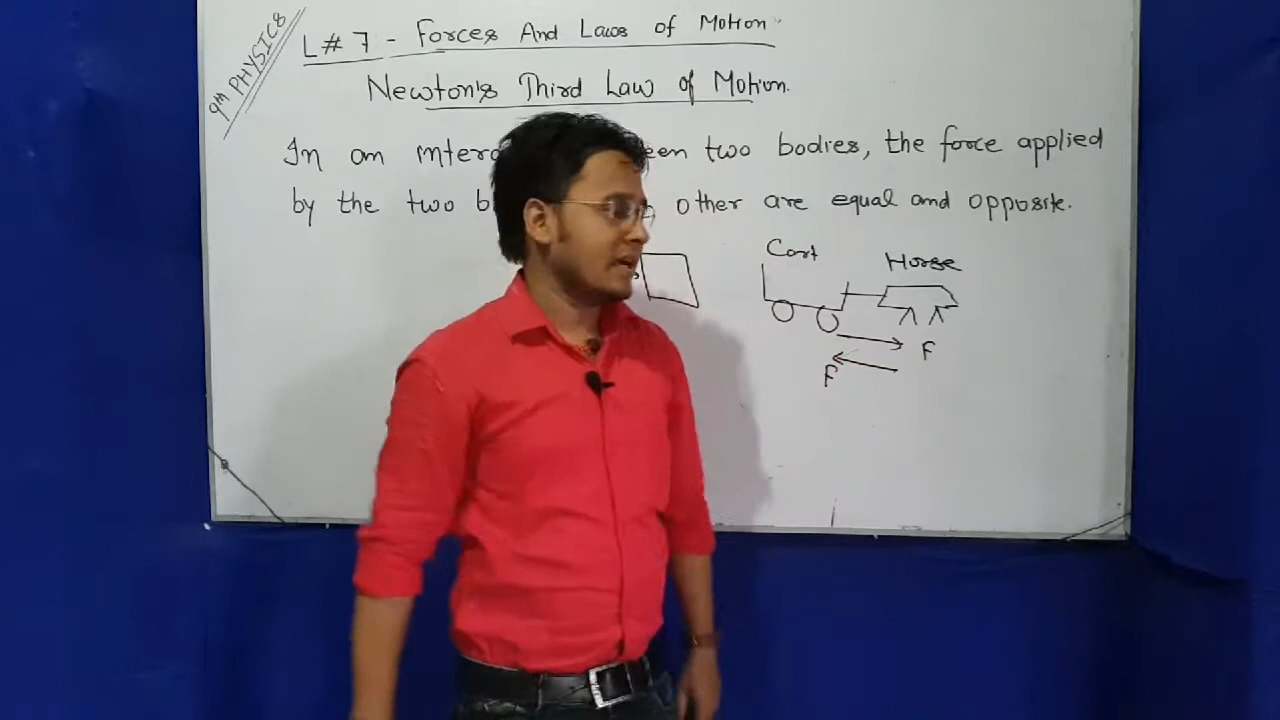 9th PHYSICS
L# 7 - Forces And Laws of Motion
Newton's Third Law of Motion.
In an two bodies, the force applied
by the two other are equal and opposite.
Cart
Horse
F
F